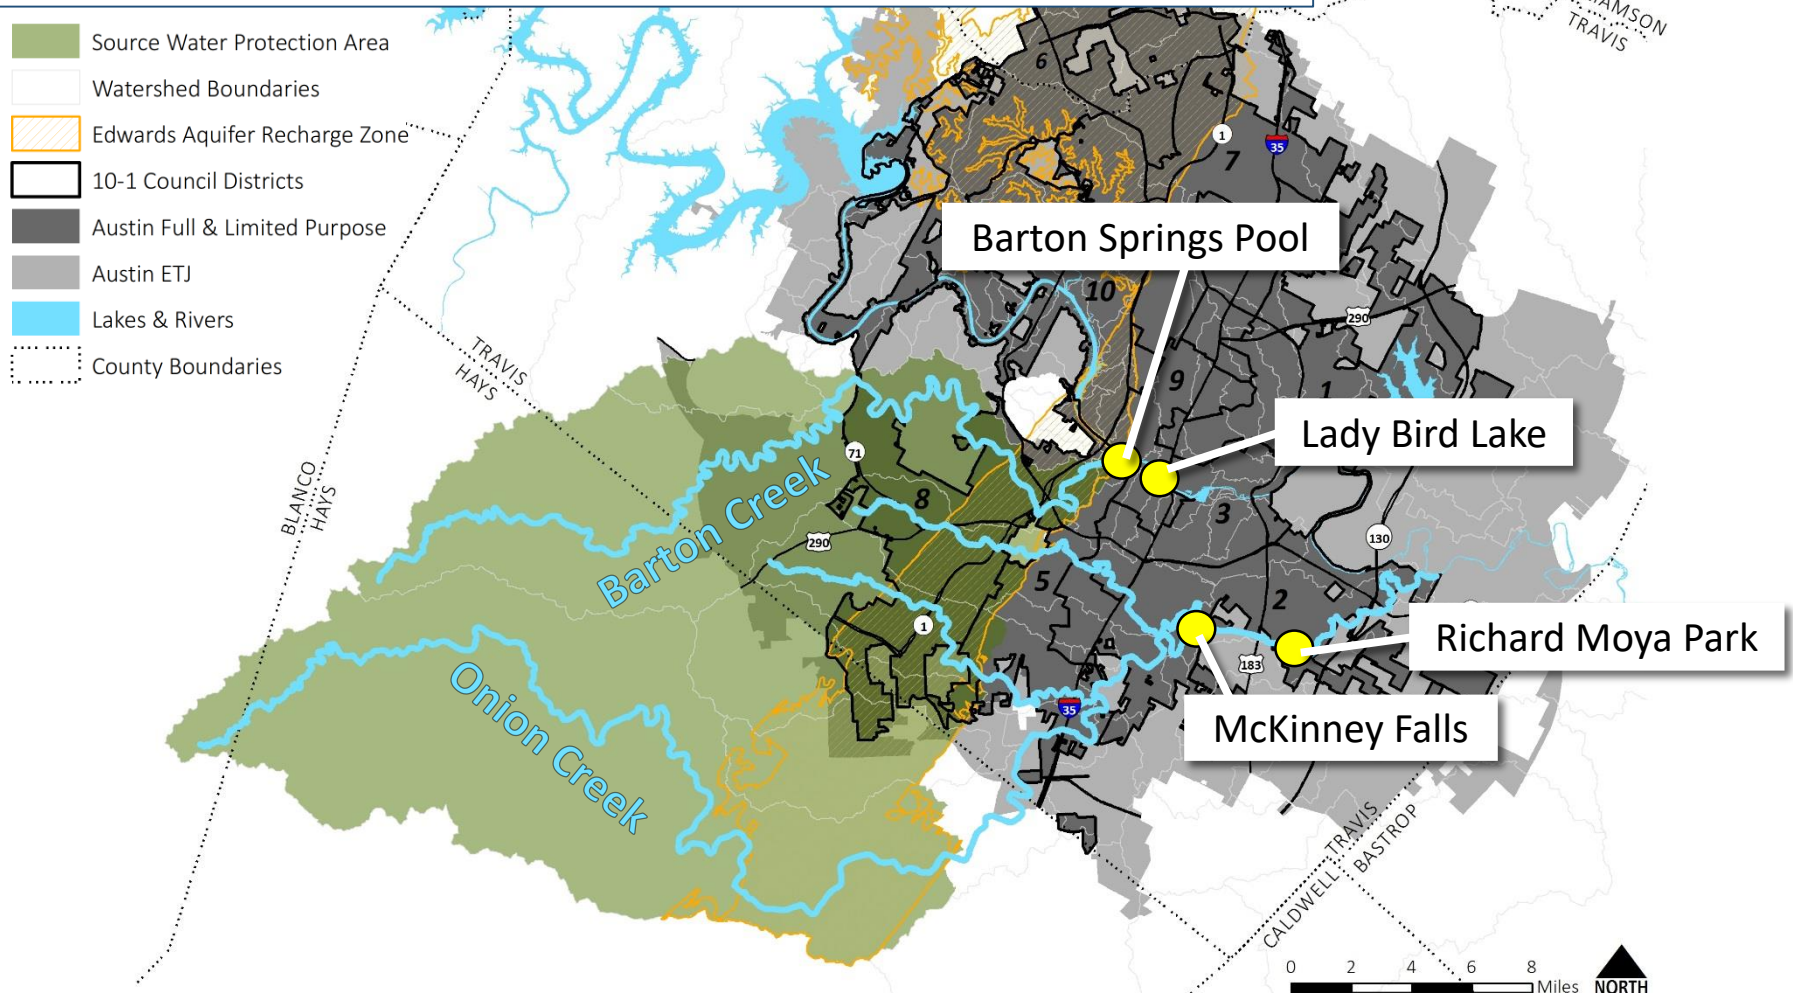 Source Water Protection Area
Watershed Boundaries
Edwards Aquifer Recharge Zone
10-1 Council Districts
Austin Full & Limited Purpose
Austin ETJ
Lakes & Rivers
County Boundaries
TRAVIS
6
1
35
7
Barton Springs Pool
10
290
TRAVIS
HAYS
9
1
Lady Bird Lake
71
BLANCO
HAYS
8
Barton Creek
3
290
130
5
2
1
Richard Moya Park
183
Onion Creek
35
McKinney Falls
TRAVIS
BASTROP
CALDWELL
0 2 4 6 8
Miles
NORTH